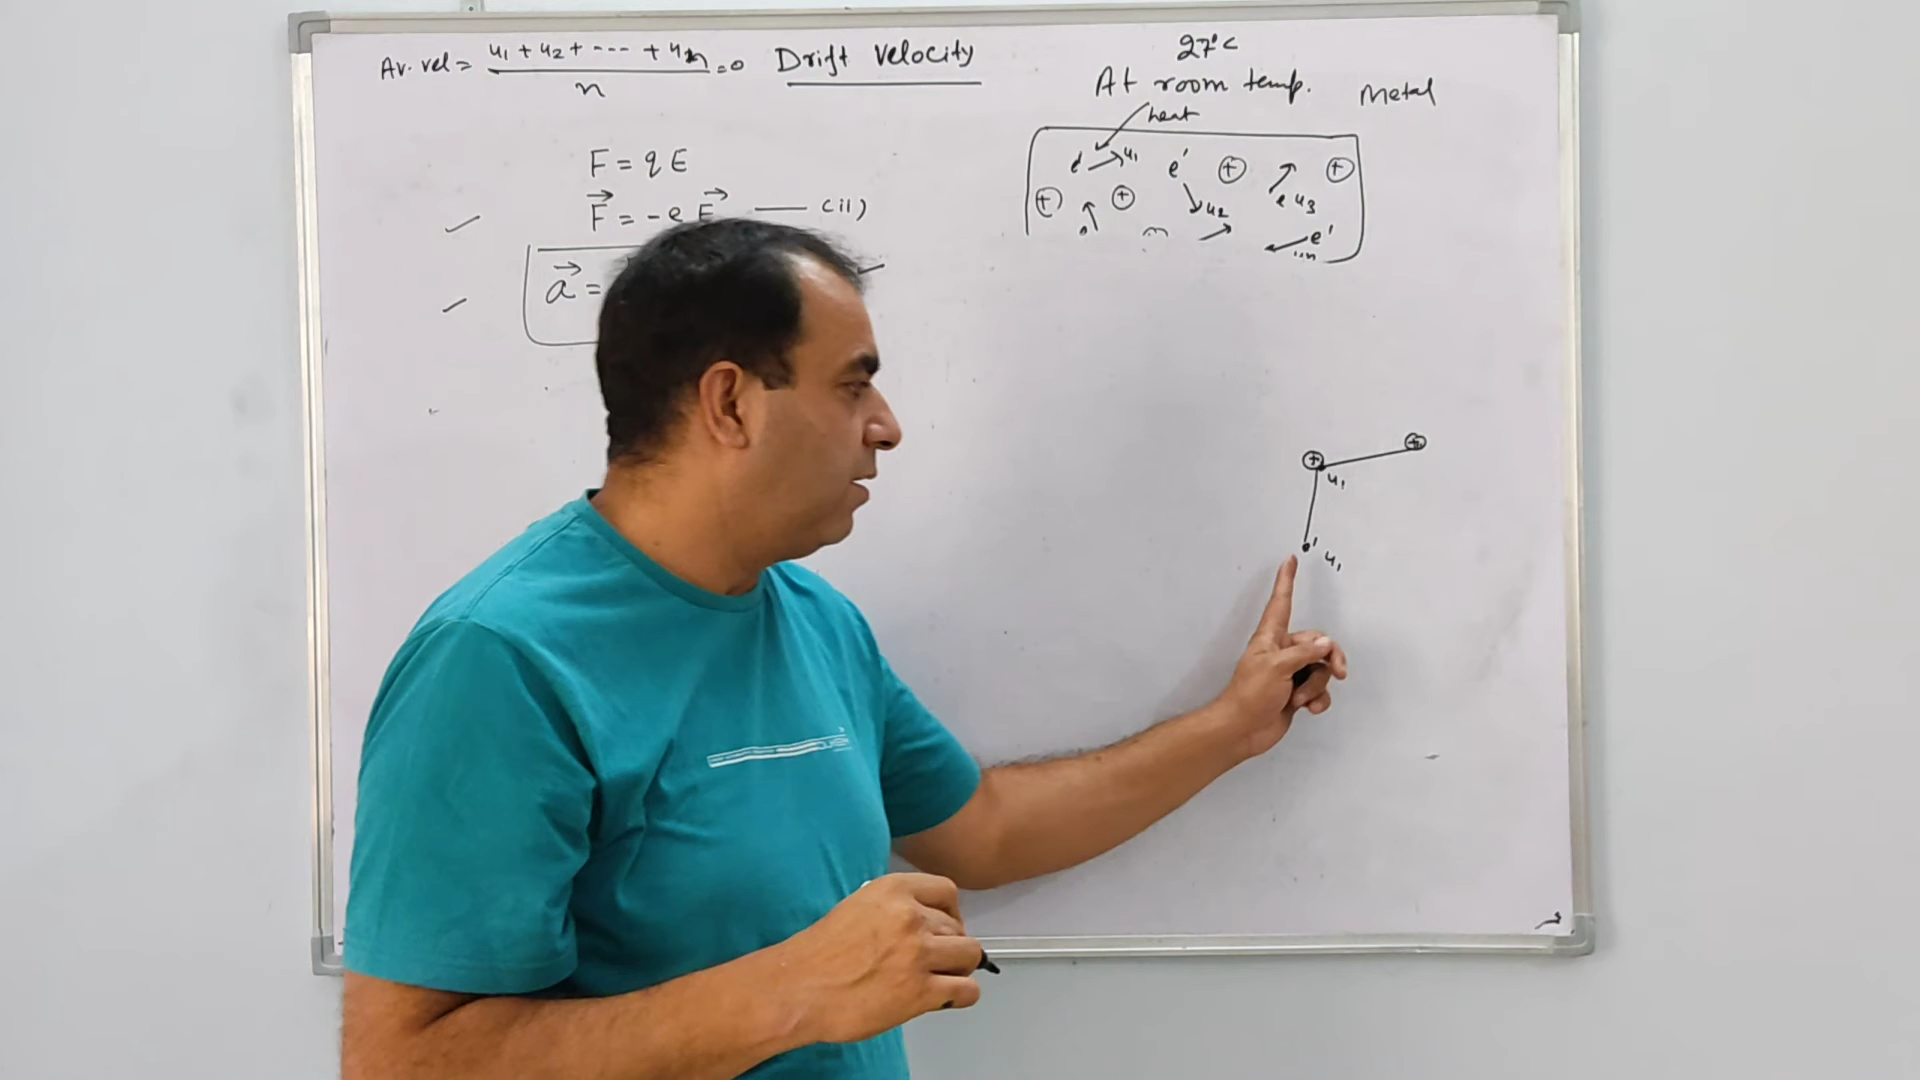 Av. vel = u₁ + u₂ + --- + uₙ / n = 0
Drift Velocity
27°C
At room temp.
Metal
heat
F = qE
F⃗ = -e E⃗ —— (ii)
a⃗ =
e⁻ u₁ e⁻ + +
+ + u₂ e u₃
e⁻
+ +
u₁
u₁